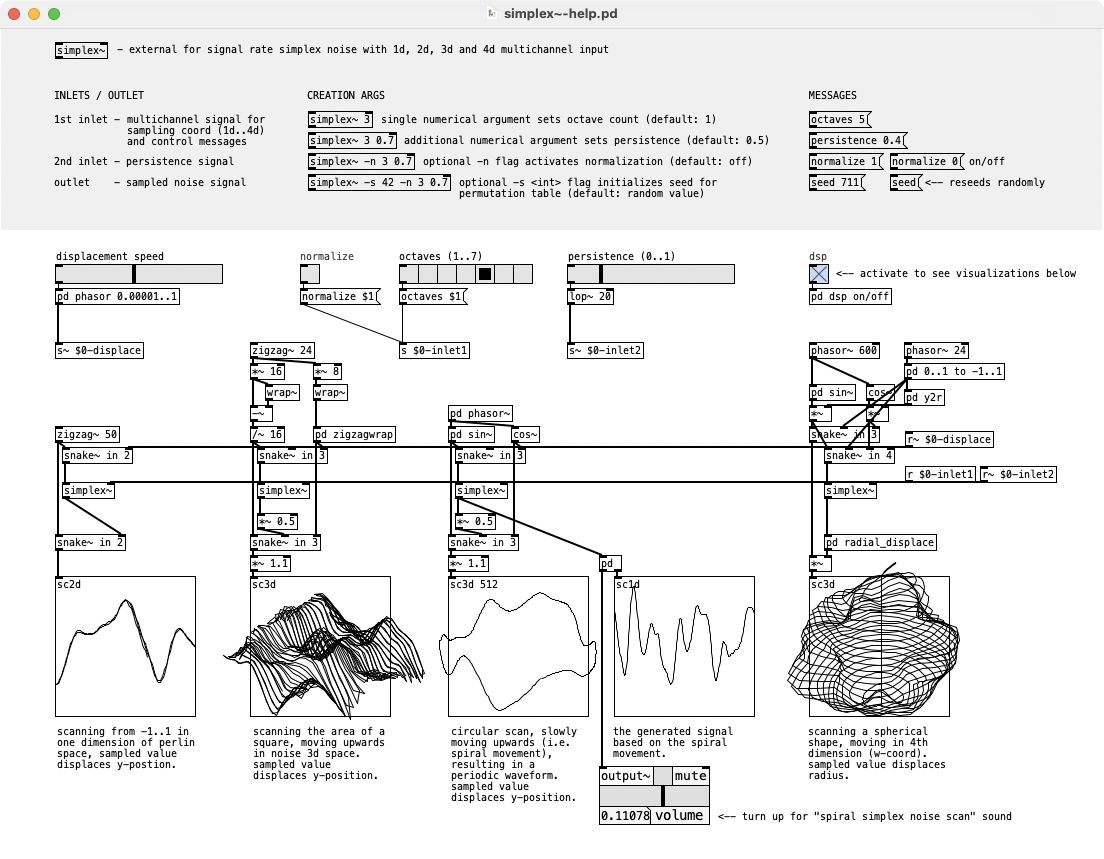 simplex~-help.pd
simplex~ – external for signal rate simplex noise with 1d, 2d, 3d and 4d multichannel input
INLETS / OUTLET
1st inlet – multichannel signal for
sampling coord (1d..4d)
and control messages
2nd inlet – persistence signal
outlet – sampled noise signal
CREATION ARGS
simplex~ 3 single numerical argument sets octave count (default: 1)
simplex~ 3 0.7 additional numerical argument sets persistence (default: 0.5)
simplex~ -n 3 0.7 optional -n flag activates normalization (default: off)
simplex~ -s 42 -n 3 0.7 optional -s <int> flag initializes seed for
permutation table (default: random value)
MESSAGES
octaves 5
persistence 0.4
normalize 1 normalize 0 on/off
seed 711 seed <–– reseeds randomly
displacement speed
pd phasor 0.00001..1
s~ $0-displace
normalize
normalize $1
octaves (1..7)
octaves $1
s $0-inlet1
persistence (0..1)
lop~ 20
s~ $0-inlet2
dsp
<–– activate to see visualizations below
pd dsp on/off
zigzag~ 50
snake~ in 2
simplex~
snake~ in 2
sc2d
scanning from -1..1 in
one dimension of perlin
space, sampled value
displaces y-postion.
zigzag~ 24
*~ 16 *~ 8
wrap~ wrap~
-~
/~ 16 pd zigzagwrap
snake~ in 3
simplex~
*~ 0.5
snake~ in 3
*~ 1.1
sc3d
scanning the area of a
square, moving upwards
in noise 3d space.
sampled value
displaces y-position.
pd phasor~
pd sin~ cos~
snake~ in 3
simplex~
*~ 0.5
snake~ in 3
*~ 1.1
sc3d 512
circular scan, slowly
moving upwards (i.e.
spiral movement),
resulting in a
periodic waveform.
sampled value
displaces y-position.
pd
sc1d
the generated signal
based on the spiral
movement.
output~ mute
0.11078 volume
<–– turn up for "spiral simplex noise scan" sound
phasor~ 600 phasor~ 24
pd 0..1 to -1..1
pd sin~ cos~ pd y2r
*~ *~
snake~ in 3 r~ $0-displace
snake~ in 4
r $0-inlet1 r~ $0-inlet2
simplex~
pd radial_displace
*~
sc3d
scanning a spherical
shape, moving in 4th
dimension (w-coord).
sampled value displaces
radius.